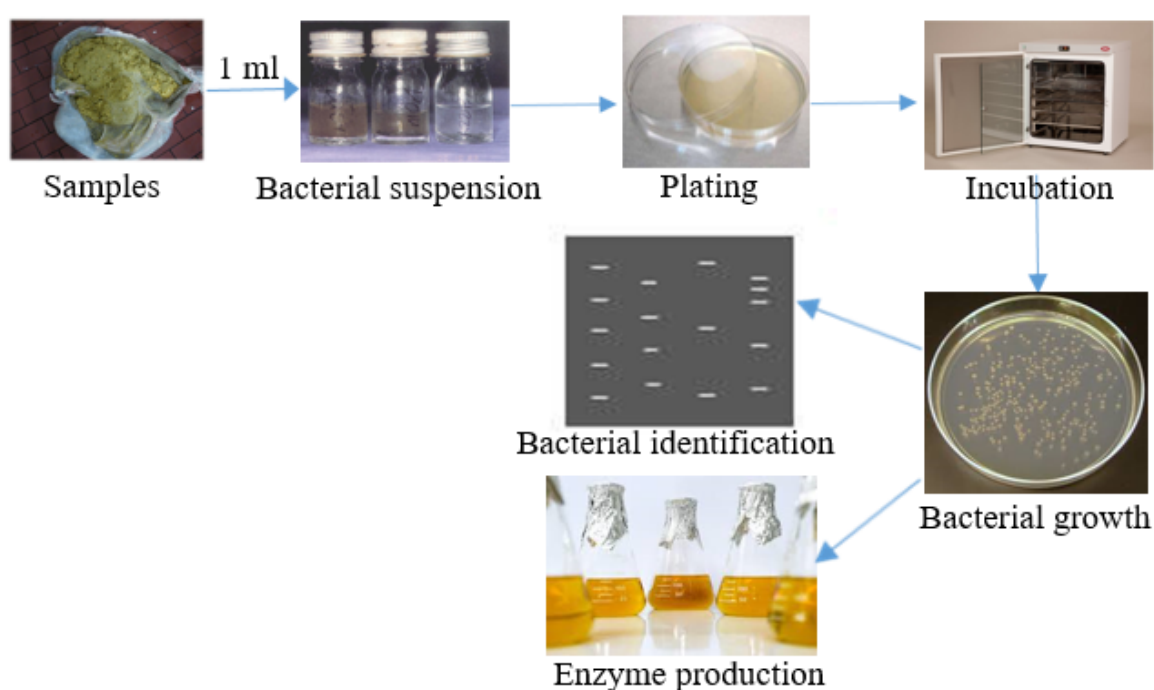 1 ml
Samples
Bacterial suspension
Plating
Incubation
Bacterial identification
Bacterial growth
Enzyme production